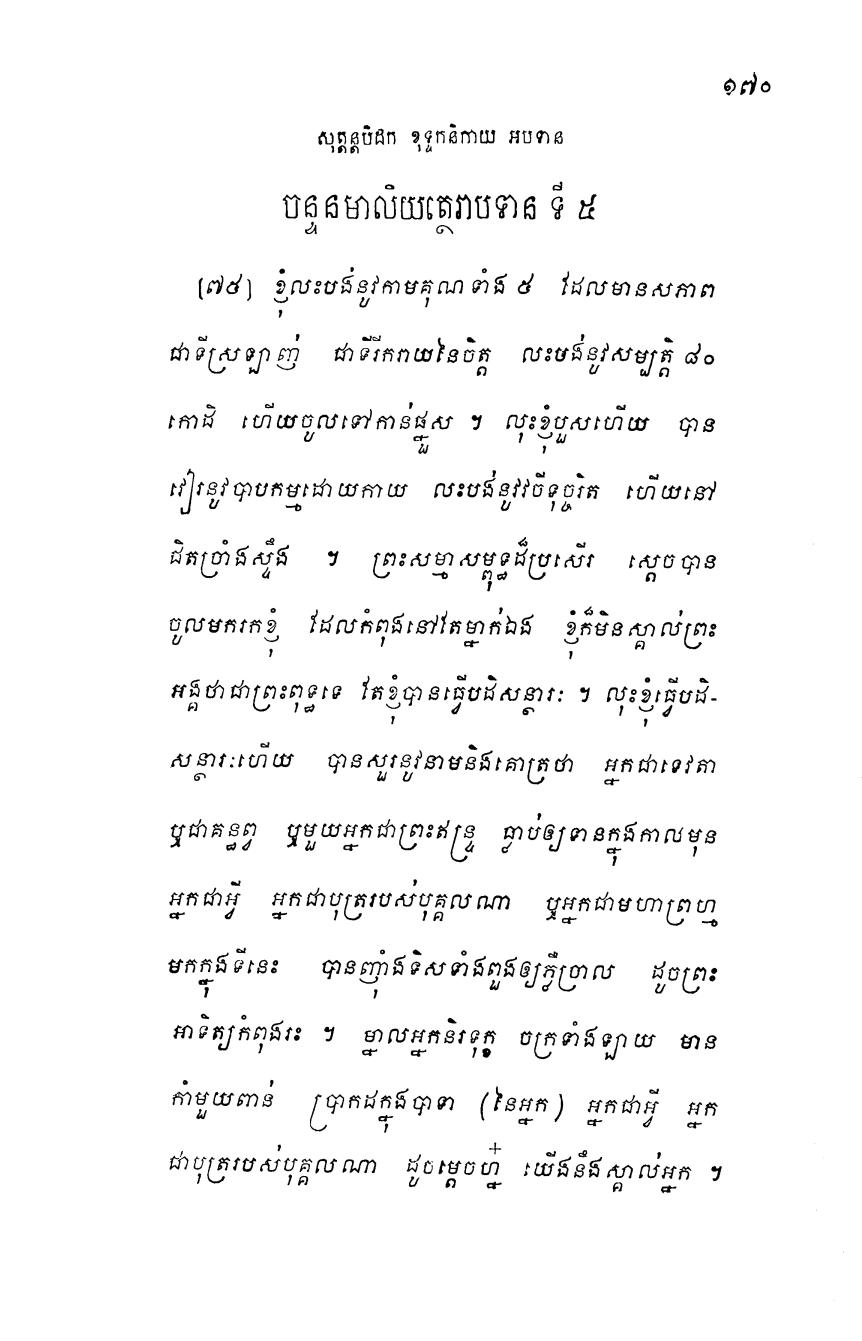 ១៧០
សុត្តន្តបិដក ខុទ្ទកនិកាយ អបទាន
ចន្ទនមាលិយត្ថេរាបទាន ទី ៥
[៧៥] ខ្ញុំលះបង់នូវកាមគុណទាំង ៥ ដែលមានសភាព
ជាទីស្រឡាញ់ ជាទីរីករាយនៃចិត្ត លះបង់នូវសម្បត្តិ ៨០
កោដិ ហើយចូលទៅកាន់ផ្នួស ។ លុះខ្ញុំបួសហើយ បាន
វៀរនូវបាបកម្មដោយកាយ លះបង់នូវវចីទុច្ចរិត ហើយនៅ
ជិតច្រាំងស្ទឹង ។ ព្រះសម្មាសម្ពុទ្ធដ៏ប្រសើរ ស្តេចបាន
ចូលមករកខ្ញុំ ដែលកំពុងនៅតែម្នាក់ឯង ខ្ញុំក៏មិនស្គាល់ព្រះ
អង្គថាជាព្រះពុទ្ធទេ តែខ្ញុំបានធ្វើបដិសន្ថារៈ ។ លុះខ្ញុំធ្វើបដិ-
សន្ថារៈហើយ បានសួរនូវនាមនិងគោត្រថា អ្នកជាទេវតា
ឬជាគន្ធព្វ ឬមួយអ្នកជាព្រះឥន្ទ្រ ធ្លាប់ឲ្យទានក្នុងកាលមុន
អ្នកជាអ្វី អ្នកជាបុត្ររបស់បុគ្គលណា ឬអ្នកជាមហាព្រហ្ម
មកក្នុងទីនេះ បានញ៉ាំងទិសទាំងពួងឲ្យភ្លឺច្រាល ដូចព្រះ
អាទិត្យកំពុងរះ ។ ម្នាលអ្នកនិរទុក្ខ ចក្រទាំងឡាយ មាន
កាំមួយពាន់ ប្រាកដក្នុងបាទា (នៃអ្នក) អ្នកជាអ្វី អ្នក
ជាបុត្ររបស់បុគ្គលណា ដូចម្តេចហ្ន៎ យើងនឹងស្គាល់អ្នក ។